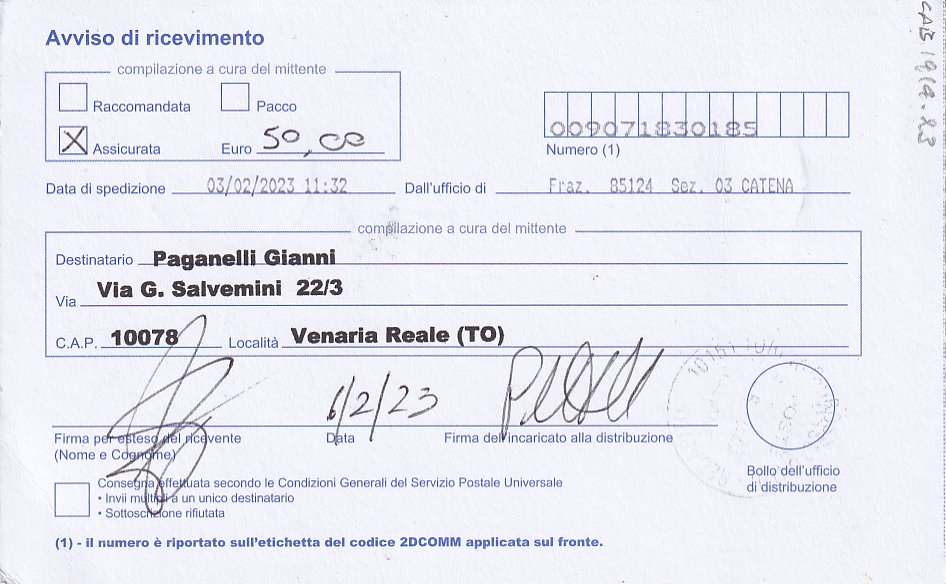 Avviso di ricevimento
compilazione a cura del mittente
Raccomandata Pacco
X Assicurata Euro 50,00
009071830185
Numero (1)
Data di spedizione 03/02/2023 11:32 Dall'ufficio di Fraz. 85124 Sez. 03 CATENA
compilazione a cura del mittente
Destinatario Paganelli Gianni
Via Via G. Salvemini 22/3
C.A.P. 10078 Località Venaria Reale (TO)
6/2/23
Firma per esteso del ricevente Data Firma dell'incaricato alla distribuzione
(Nome e Cognome)
Bollo dell'ufficio
di distribuzione
Consegna effettuata secondo le Condizioni Generali del Servizio Postale Universale
• Invii multipli a un unico destinatario
• Sottoscrizione rifiutata
(1) - il numero è riportato sull'etichetta del codice 2DCOMM applicata sul fronte.